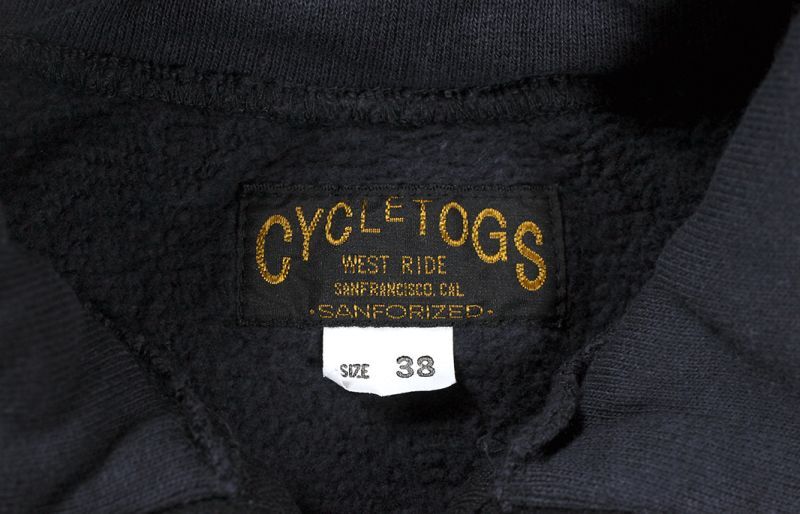 CYCLETOGS
WEST RIDE
SANFRANCISCO. CAL
·SANFORIZED·
SIZE 38